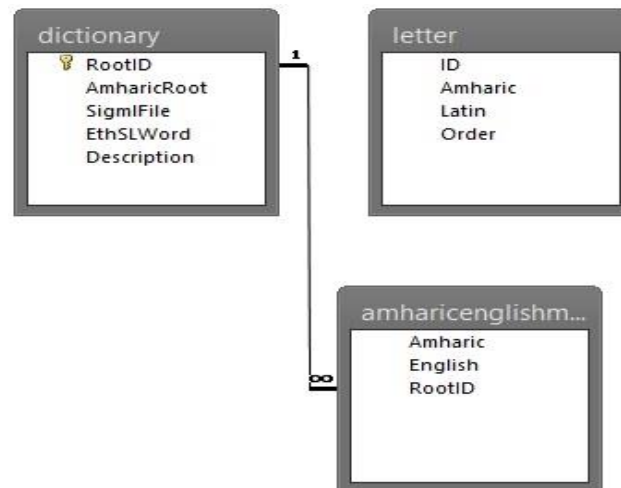 dictionary
RootID
AmharicRoot
SigmlFile
EthSLWord
Description
1
letter
ID
Amharic
Latin
Order
∞
amharicenglishm...
Amharic
English
RootID